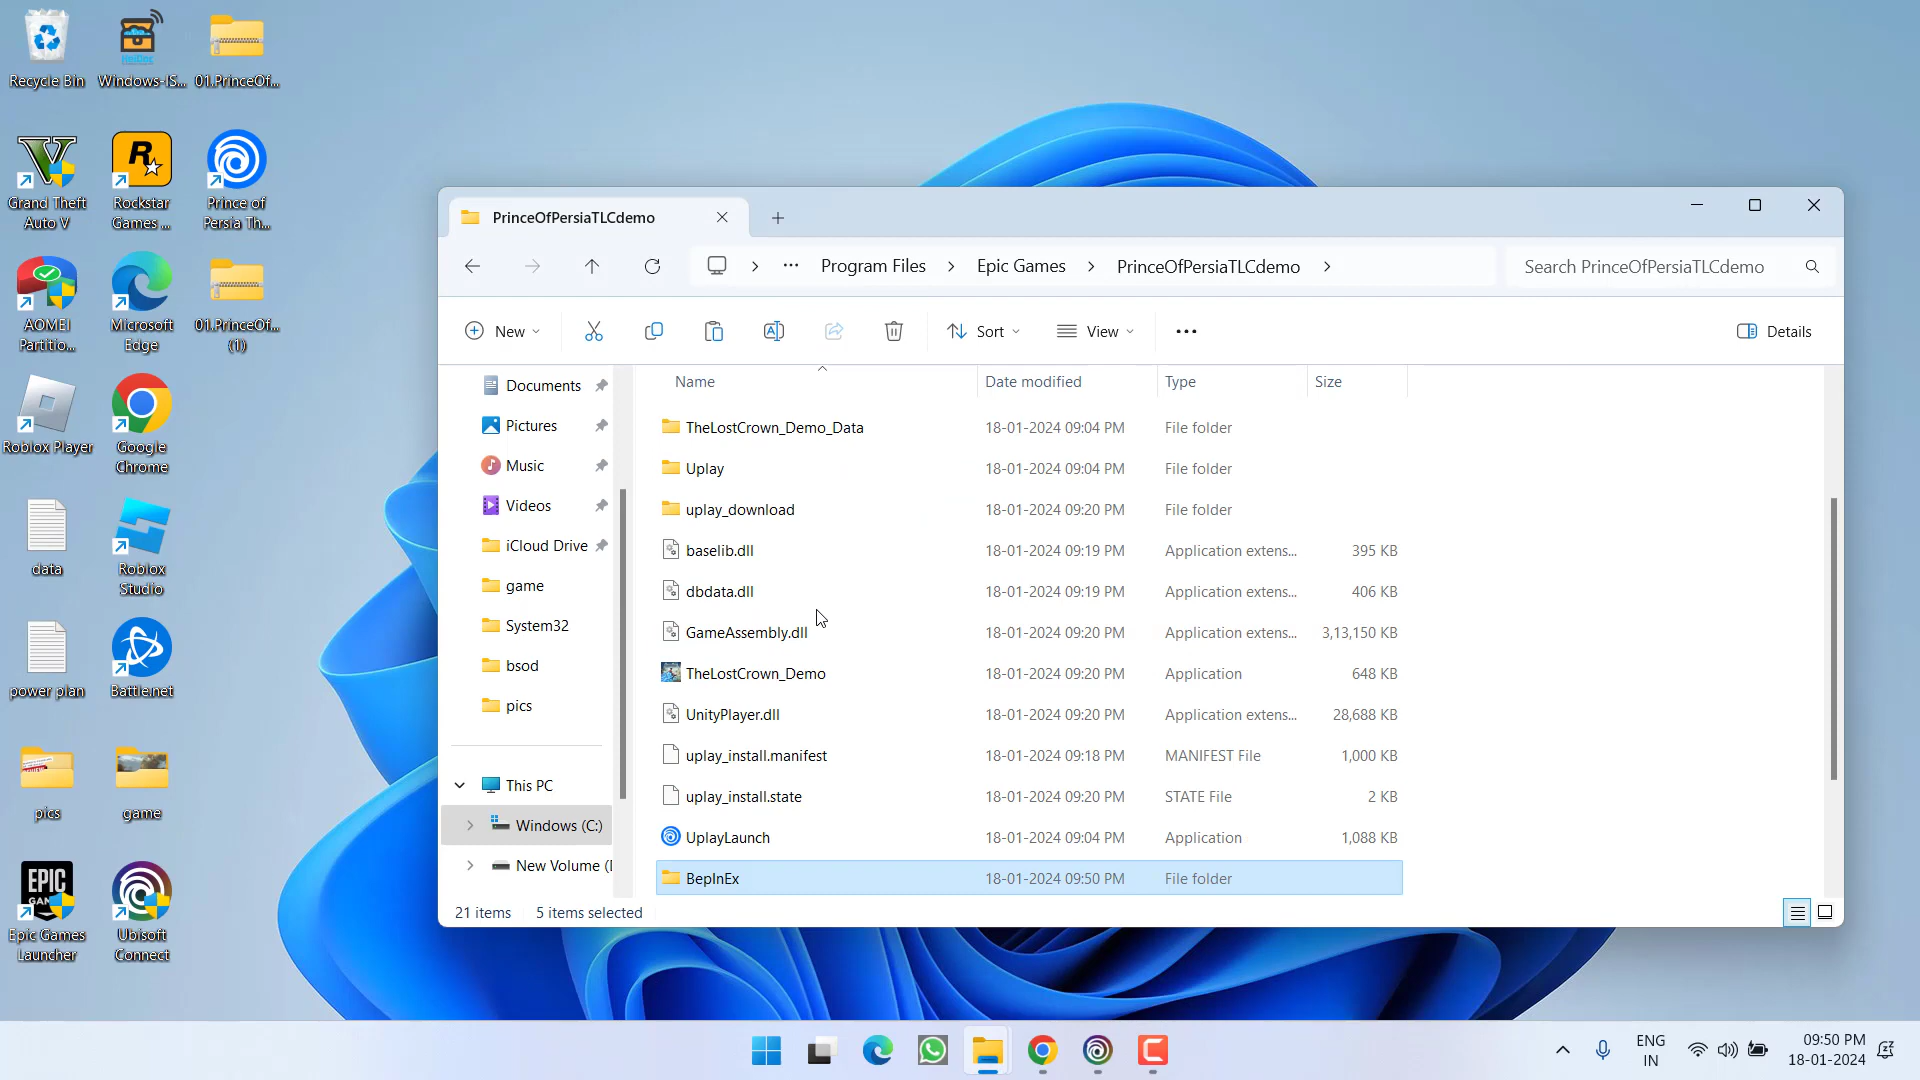 Recycle Bin
Windows-IS...
01.PrinceOf...
Grand Theft
Auto V
Rockstar
Games ...
Prince of
Persia Th...
AOMEI
Partitio...
Microsoft
Edge
01.PrinceOf...
(1)
Roblox Player
Google
Chrome
data
Roblox
Studio
power plan
Battle.net
pics
game
EPIC
Epic Games
Launcher
Ubisoft
Connect
PrinceOfPersiaTLCdemo
Program Files
Epic Games
PrinceOfPersiaTLCdemo
Search PrinceOfPersiaTLCdemo
New
Sort
View
Details
Documents
Pictures
Music
Videos
iCloud Drive
game
System32
bsod
pics
This PC
Windows (C:)
New Volume (
Name Date modified Type Size
TheLostCrown_Demo_Data 18-01-2024 09:04 PM File folder
Uplay 18-01-2024 09:04 PM File folder
uplay_download 18-01-2024 09:20 PM File folder
baselib.dll 18-01-2024 09:19 PM Application extens... 395 KB
dbdata.dll 18-01-2024 09:19 PM Application extens... 406 KB
GameAssembly.dll 18-01-2024 09:20 PM Application extens... 3,13,150 KB
TheLostCrown_Demo 18-01-2024 09:20 PM Application 648 KB
UnityPlayer.dll 18-01-2024 09:20 PM Application extens... 28,688 KB
uplay_install.manifest 18-01-2024 09:18 PM MANIFEST File 1,000 KB
uplay_install.state 18-01-2024 09:20 PM STATE File 2 KB
UplayLaunch 18-01-2024 09:04 PM Application 1,088 KB
BepInEx 18-01-2024 09:50 PM File folder
21 items 5 items selected
ENG
IN
09:50 PM
18-01-2024